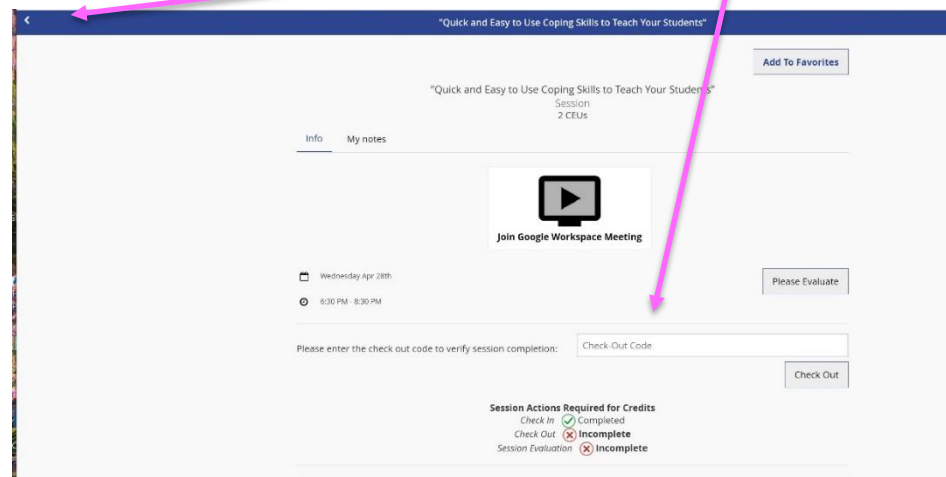 "Quick and Easy to Use Coping Skills to Teach Your Students"
Add To Favorites
"Quick and Easy to Use Coping Skills to Teach Your Students"
Session
2 CEUs
Info My notes
Join Google Workspace Meeting
Wednesday Apr 28th
Please Evaluate
6:30 PM - 8:30 PM
Please enter the check out code to verify session completion: Check-Out Code
Check Out
Session Actions Required for Credits
Check In Completed
Check Out Incomplete
Session Evaluation Incomplete